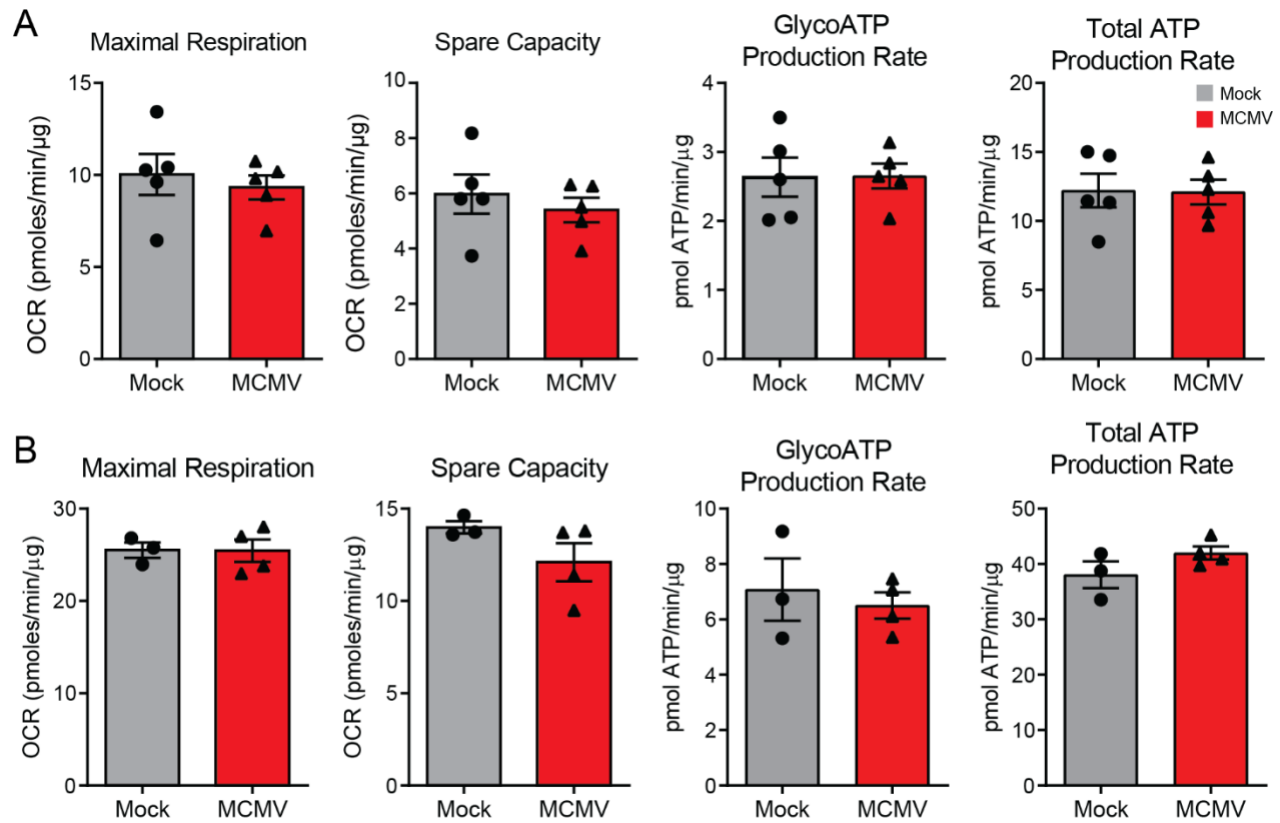 A
Maximal Respiration
OCR (pmoles/min/μg)
15
10
5
0
Mock
MCMV
Spare Capacity
OCR (pmoles/min/μg)
10
8
6
4
2
0
Mock
MCMV
GlycoATP
Production Rate
pmol ATP/min/μg
4
3
2
1
0
Mock
MCMV
Total ATP
Production Rate
pmol ATP/min/μg
20
15
10
5
0
Mock
MCMV
Mock
MCMV
B
Maximal Respiration
OCR (pmoles/min/μg)
30
20
10
0
Mock
MCMV
Spare Capacity
OCR (pmoles/min/μg)
15
10
5
0
Mock
MCMV
GlycoATP
Production Rate
pmol ATP/min/μg
10
8
6
4
2
0
Mock
MCMV
Total ATP
Production Rate
pmol ATP/min/μg
50
40
30
20
10
0
Mock
MCMV